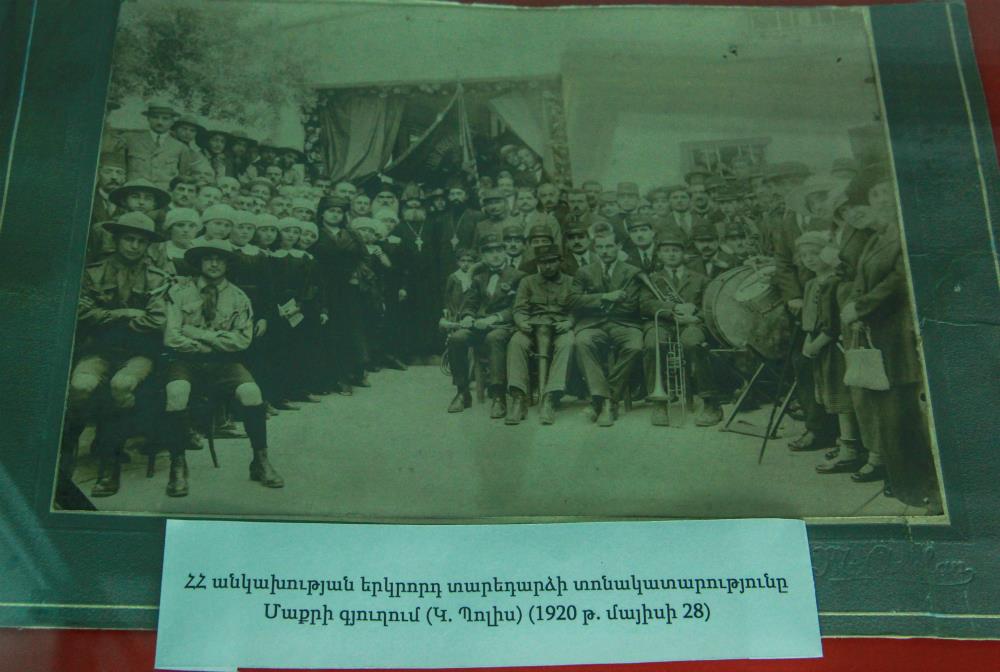 ՀՀ անկախության երկրորդ տարեդարձի տոնակատարությունը
Մաքրի գյուղում (Կ. Պոլիս) (1920 թ. մայիսի 28)